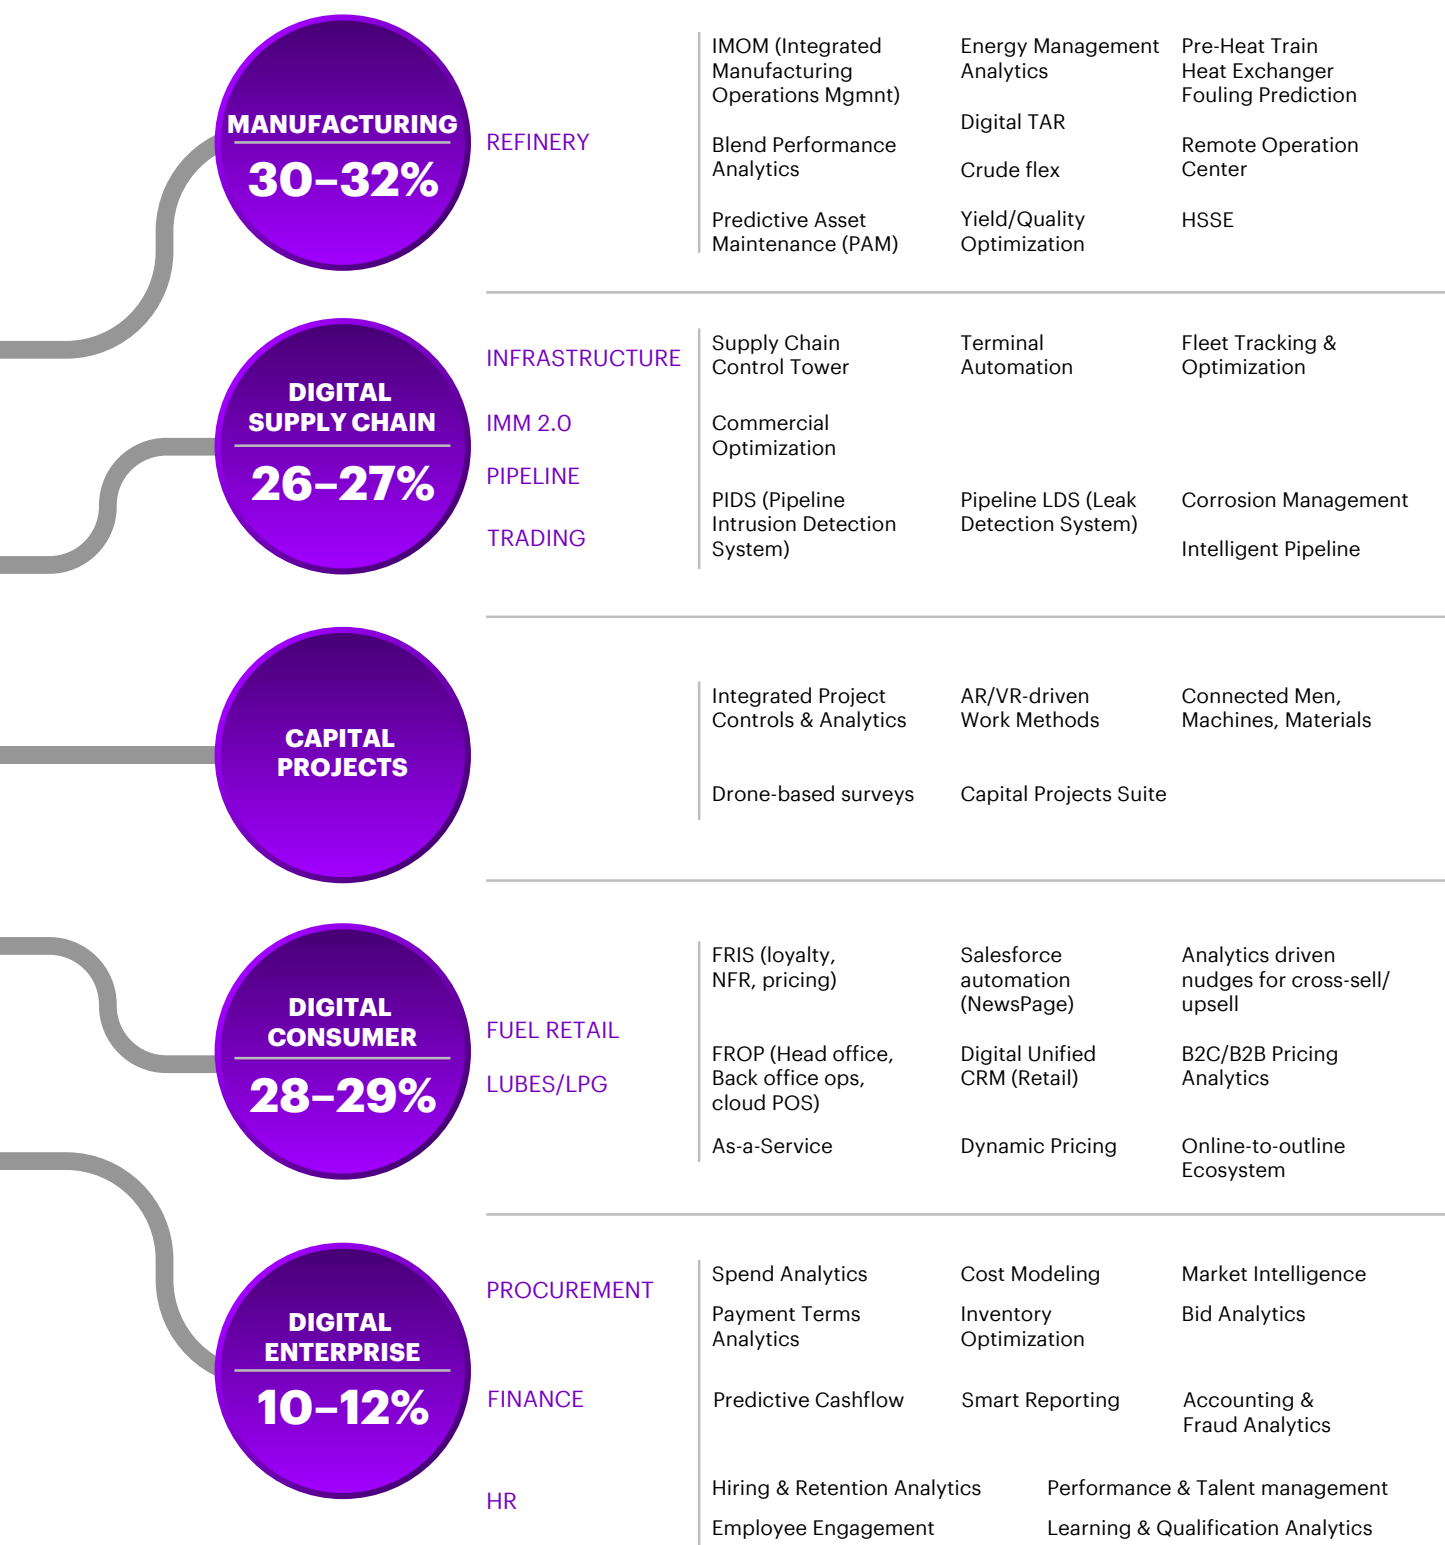 MANUFACTURING
30–32%
REFINERY
IMOM (Integrated
Manufacturing
Operations Mgmnt)
Blend Performance
Analytics
Predictive Asset
Maintenance (PAM)
Energy Management
Analytics
Digital TAR
Crude flex
Yield/Quality
Optimization
Pre-Heat Train
Heat Exchanger
Fouling Prediction
Remote Operation
Center
HSSE
DIGITAL
SUPPLY CHAIN
26–27%
INFRASTRUCTURE
IMM 2.0
PIPELINE
TRADING
Supply Chain
Control Tower
Terminal
Automation
Fleet Tracking &
Optimization
Commercial
Optimization
PIDS (Pipeline
Intrusion Detection
System)
Pipeline LDS (Leak
Detection System)
Corrosion Management
Intelligent Pipeline
CAPITAL
PROJECTS
Integrated Project
Controls & Analytics
AR/VR-driven
Work Methods
Connected Men,
Machines, Materials
Drone-based surveys
Capital Projects Suite
DIGITAL
CONSUMER
28–29%
FUEL RETAIL
LUBES/LPG
FRIS (loyalty,
NFR, pricing)
Salesforce
automation
(NewsPage)
Analytics driven
nudges for cross-sell/
upsell
FROP (Head office,
Back office ops,
cloud POS)
Digital Unified
CRM (Retail)
B2C/B2B Pricing
Analytics
As-a-Service
Dynamic Pricing
Online-to-outline
Ecosystem
DIGITAL
ENTERPRISE
10–12%
PROCUREMENT
Spend Analytics
Cost Modeling
Market Intelligence
Payment Terms
Analytics
Inventory
Optimization
Bid Analytics
FINANCE
Predictive Cashflow
Smart Reporting
Accounting &
Fraud Analytics
HR
Hiring & Retention Analytics
Performance & Talent management
Employee Engagement
Learning & Qualification Analytics